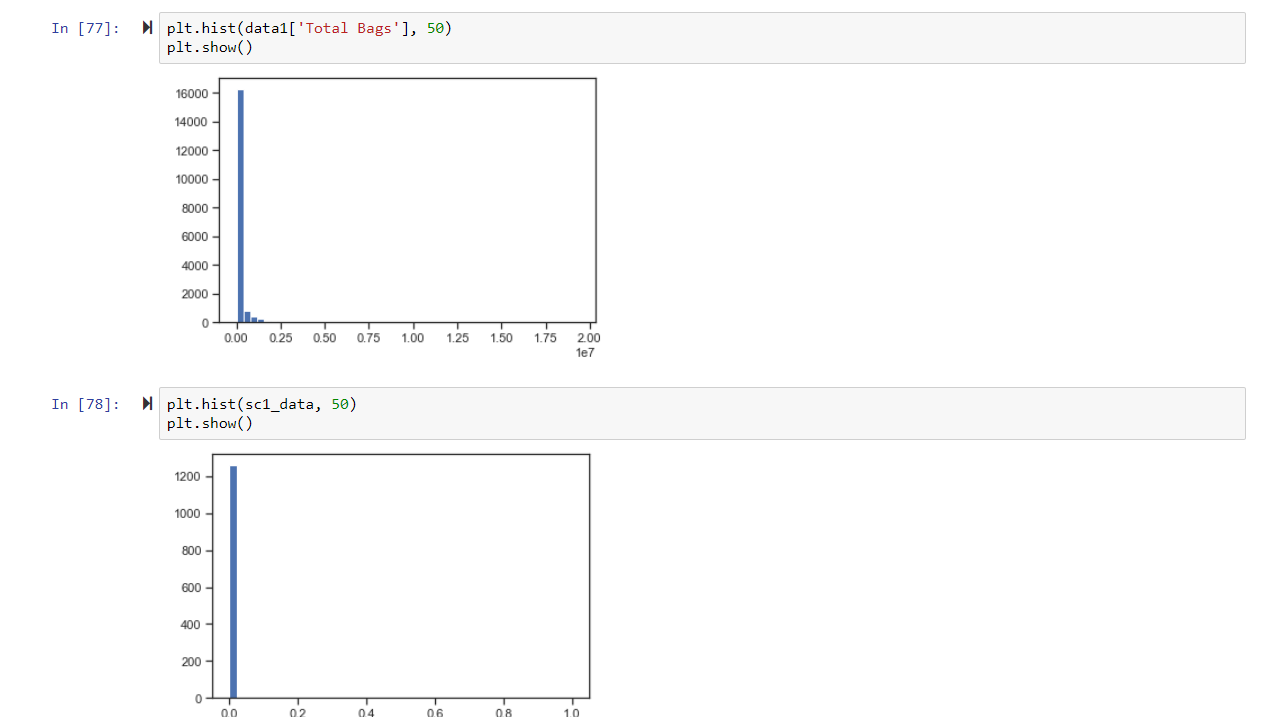 In [77]:
plt.hist(data1['Total Bags'], 50)
plt.show()
16000
14000
12000
10000
8000
6000
4000
2000
0
0.00 0.25 0.50 0.75 1.00 1.25 1.50 1.75 2.00
1e7
In [78]:
plt.hist(sc1_data, 50)
plt.show()
1200
1000
800
600
400
200
0
0.0 0.2 0.4 0.6 0.8 1.0